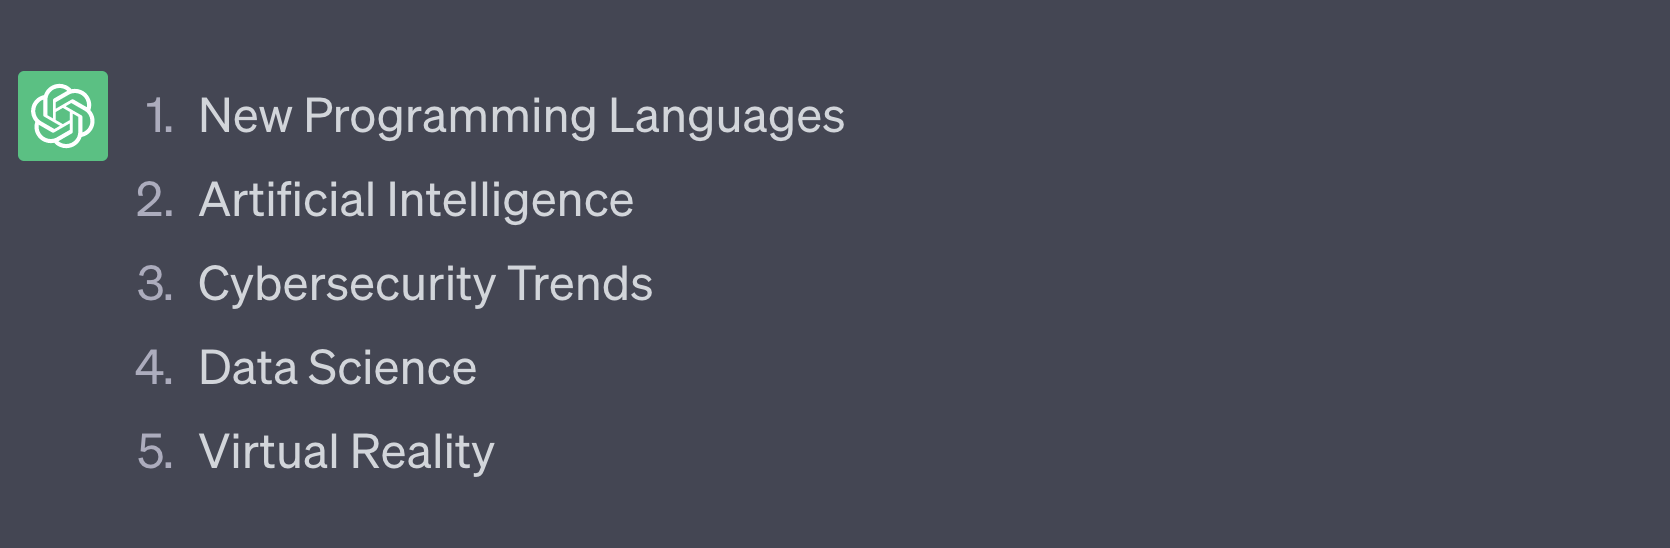 1. New Programming Languages
2. Artificial Intelligence
3. Cybersecurity Trends
4. Data Science
5. Virtual Reality